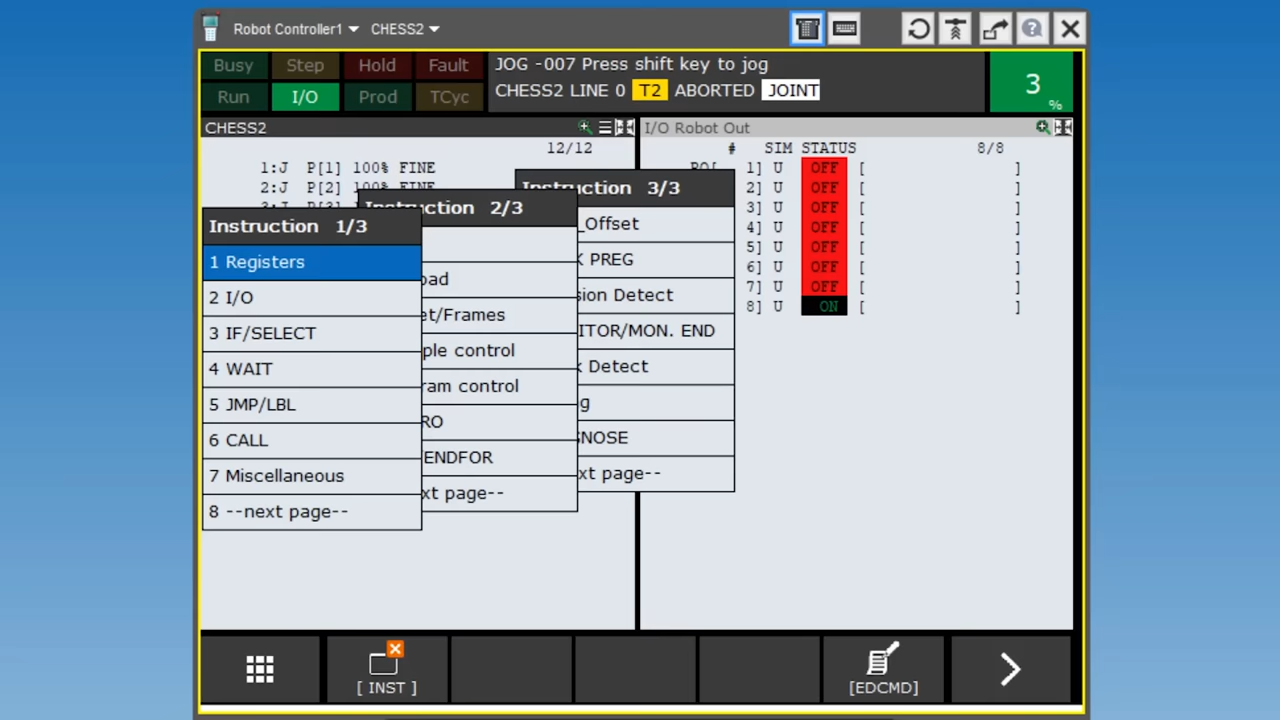 Robot Controller1 CHESS2
Busy Step Hold Fault
Run I/O Prod TCyc
JOG -007 Press shift key to jog
CHESS2 LINE 0 T2 ABORTED JOINT
3
%
CHESS2
12/12
1:J P[1] 100% FINE
2:J P[2] 100% FINE
I/O Robot Out
# SIM STATUS 8/8
RO[ 1] U OFF [ ]
2] U OFF [ ]
3] U OFF [ ]
4] U OFF [ ]
5] U OFF [ ]
6] U OFF [ ]
7] U OFF [ ]
8] U ON [ ]
Instruction 1/3
1 Registers
2 I/O
3 IF/SELECT
4 WAIT
5 JMP/LBL
6 CALL
7 Miscellaneous
8 --next page--
Instruction 2/3
oad
et/Frames
ple control
ram control
RO
ENDFOR
xt page--
Instruction 3/3
_Offset
K PREG
sion Detect
ITOR/MON. END
k Detect
g
NOSE
xt page--
[ INST ]
[EDCMD]